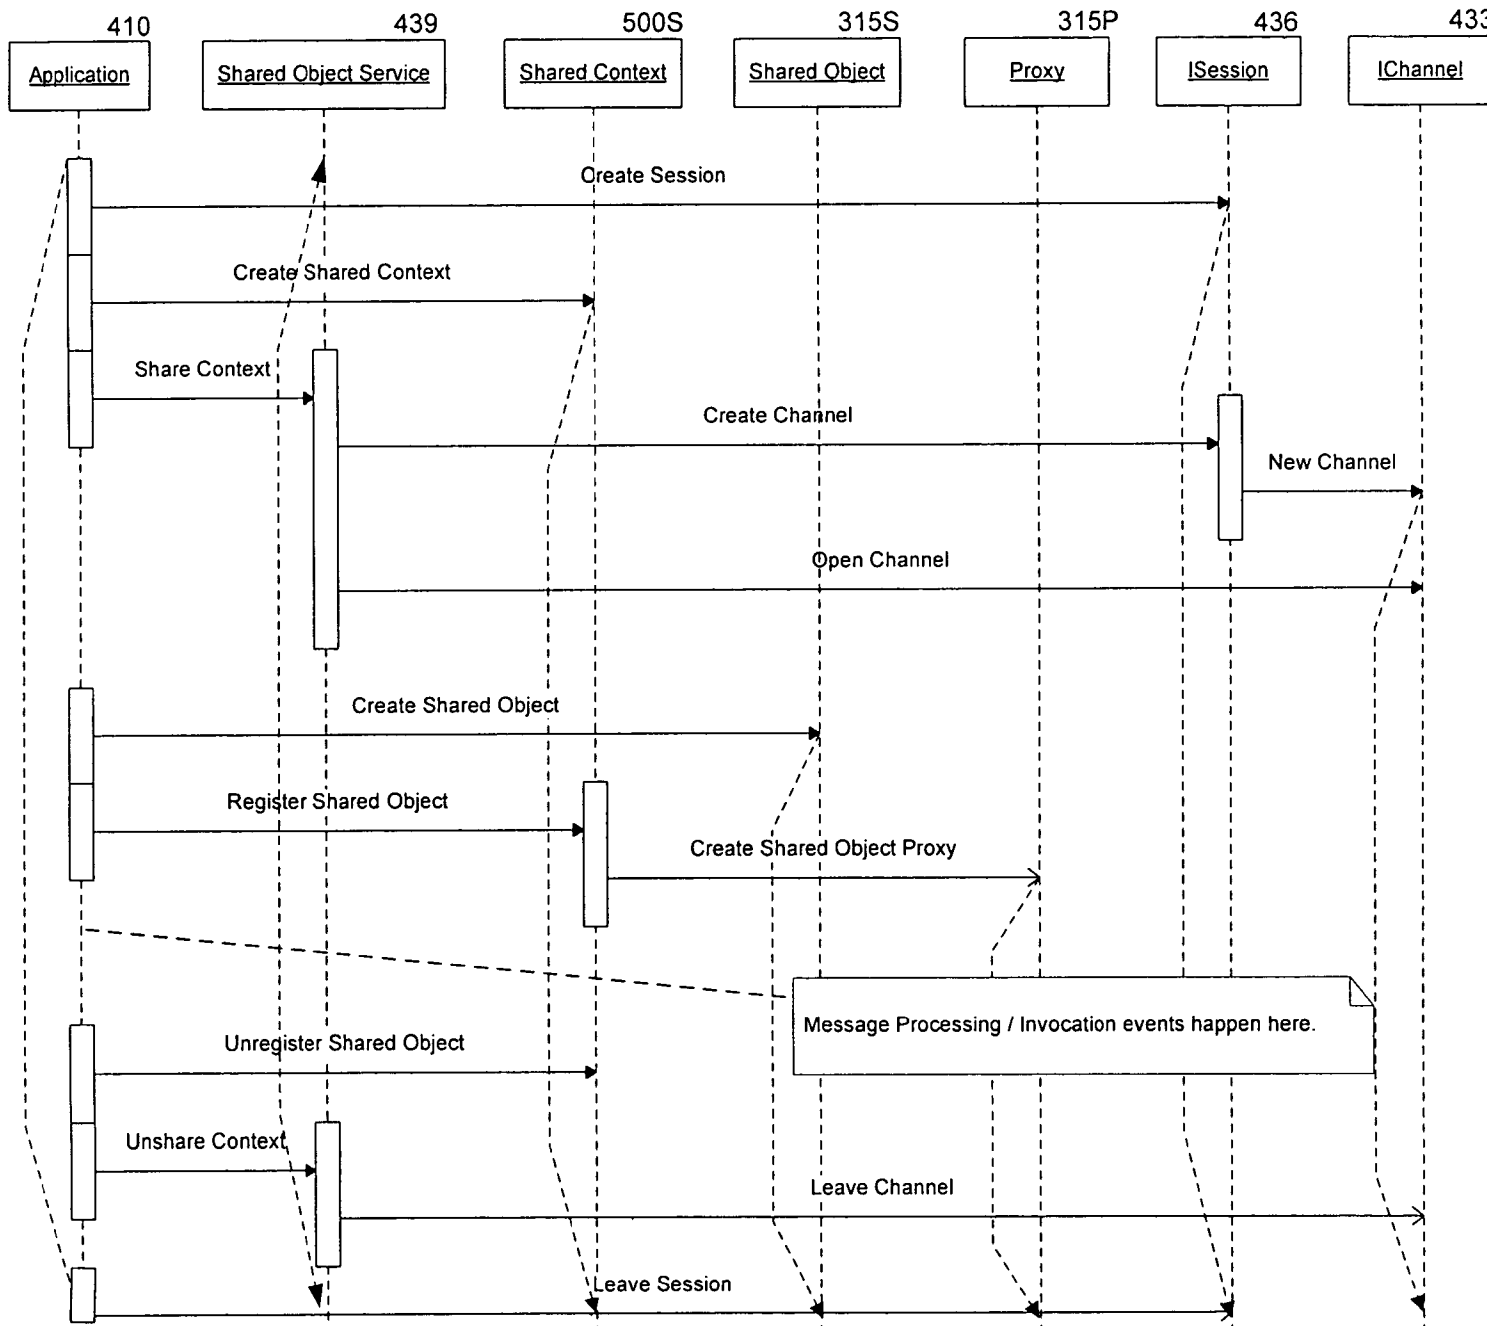 410
439
500S
315S
315P
436
433
Application
Shared Object Service
Shared Context
Shared Object
Proxy
ISession
IChannel
Create Session
Create Shared Context
Share Context
Create Channel
New Channel
Open Channel
Create Shared Object
Register Shared Object
Create Shared Object Proxy
Message Processing / Invocation events happen here.
Unregister Shared Object
Unshare Context
Leave Channel
Leave Session